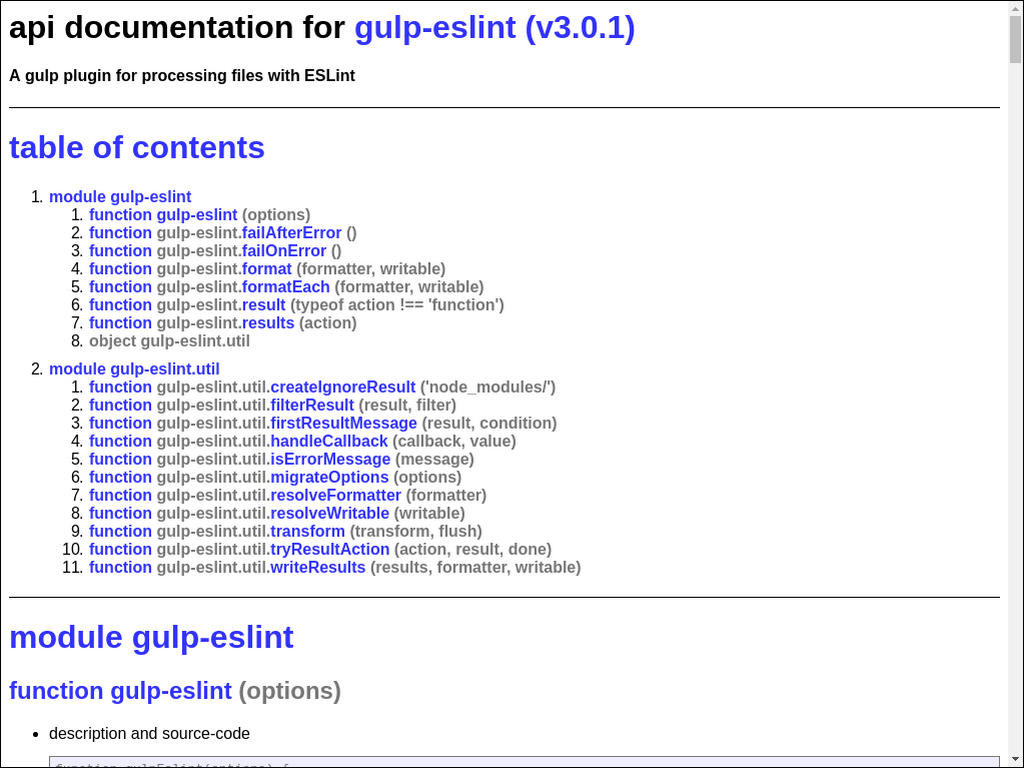 api documentation for gulp-eslint (v3.0.1)
A gulp plugin for processing files with ESLint
table of contents
1. module gulp-eslint
1. function gulp-eslint (options)
2. function gulp-eslint.failAfterError ()
3. function gulp-eslint.failOnError ()
4. function gulp-eslint.format (formatter, writable)
5. function gulp-eslint.formatEach (formatter, writable)
6. function gulp-eslint.result (typeof action !== 'function')
7. function gulp-eslint.results (action)
8. object gulp-eslint.util
2. module gulp-eslint.util
1. function gulp-eslint.util.createIgnoreResult ('node_modules/')
2. function gulp-eslint.util.filterResult (result, filter)
3. function gulp-eslint.util.firstResultMessage (result, condition)
4. function gulp-eslint.util.handleCallback (callback, value)
5. function gulp-eslint.util.isErrorMessage (message)
6. function gulp-eslint.util.migrateOptions (options)
7. function gulp-eslint.util.resolveFormatter (formatter)
8. function gulp-eslint.util.resolveWritable (writable)
9. function gulp-eslint.util.transform (transform, flush)
10. function gulp-eslint.util.tryResultAction (action, result, done)
11. function gulp-eslint.util.writeResults (results, formatter, writable)
module gulp-eslint
function gulp-eslint (options)
• description and source-code
function gulpEslint(options) {